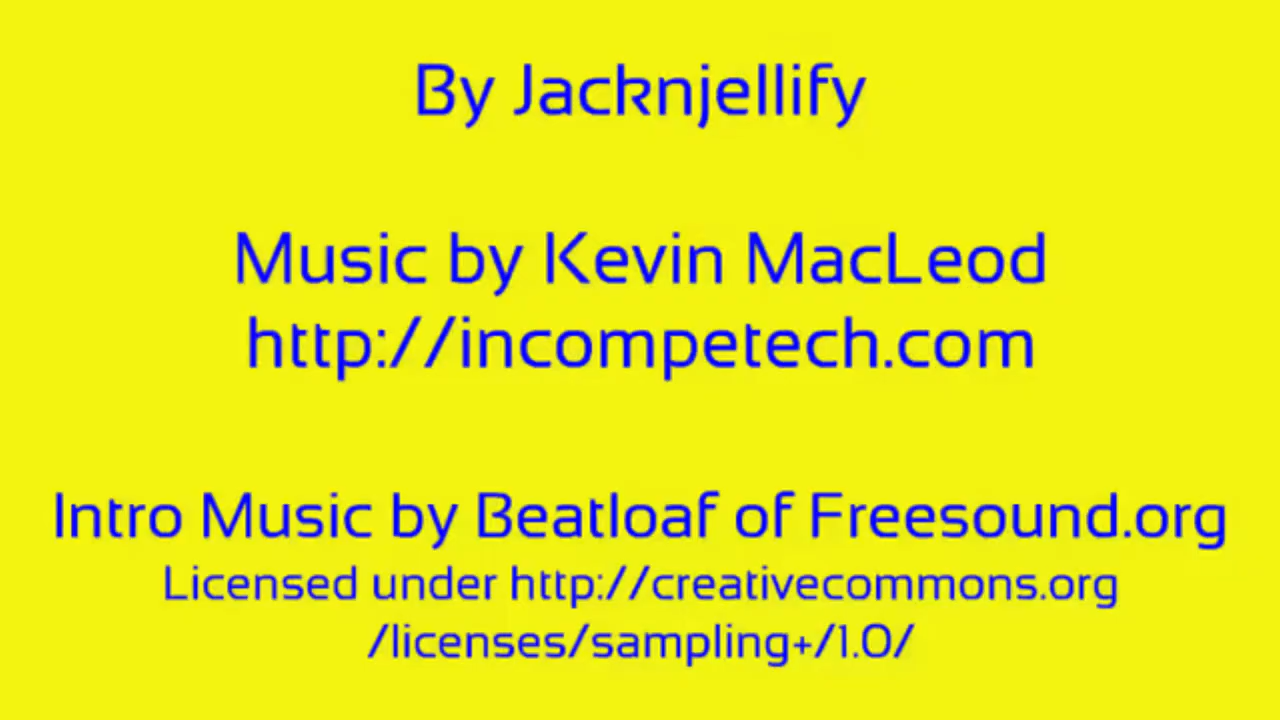 By Jacknjellify
Music by Kevin MacLeod
http://incompetech.com
Intro Music by Beatloaf of Freesound.org
Licensed under http://creativecommons.org
/licenses/sampling+/1.0/